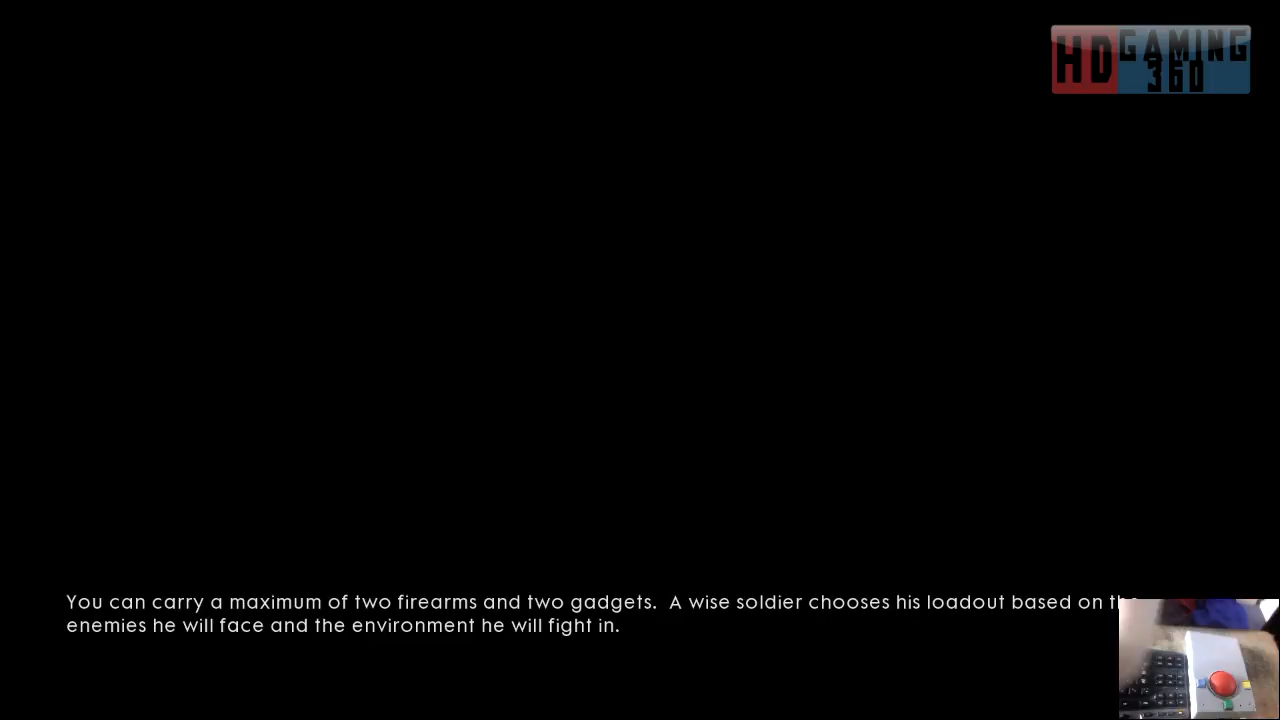 HD GAMING
360
You can carry a maximum of two firearms and two gadgets. A wise soldier chooses his loadout based on the
enemies he will face and the environment he will fight in.